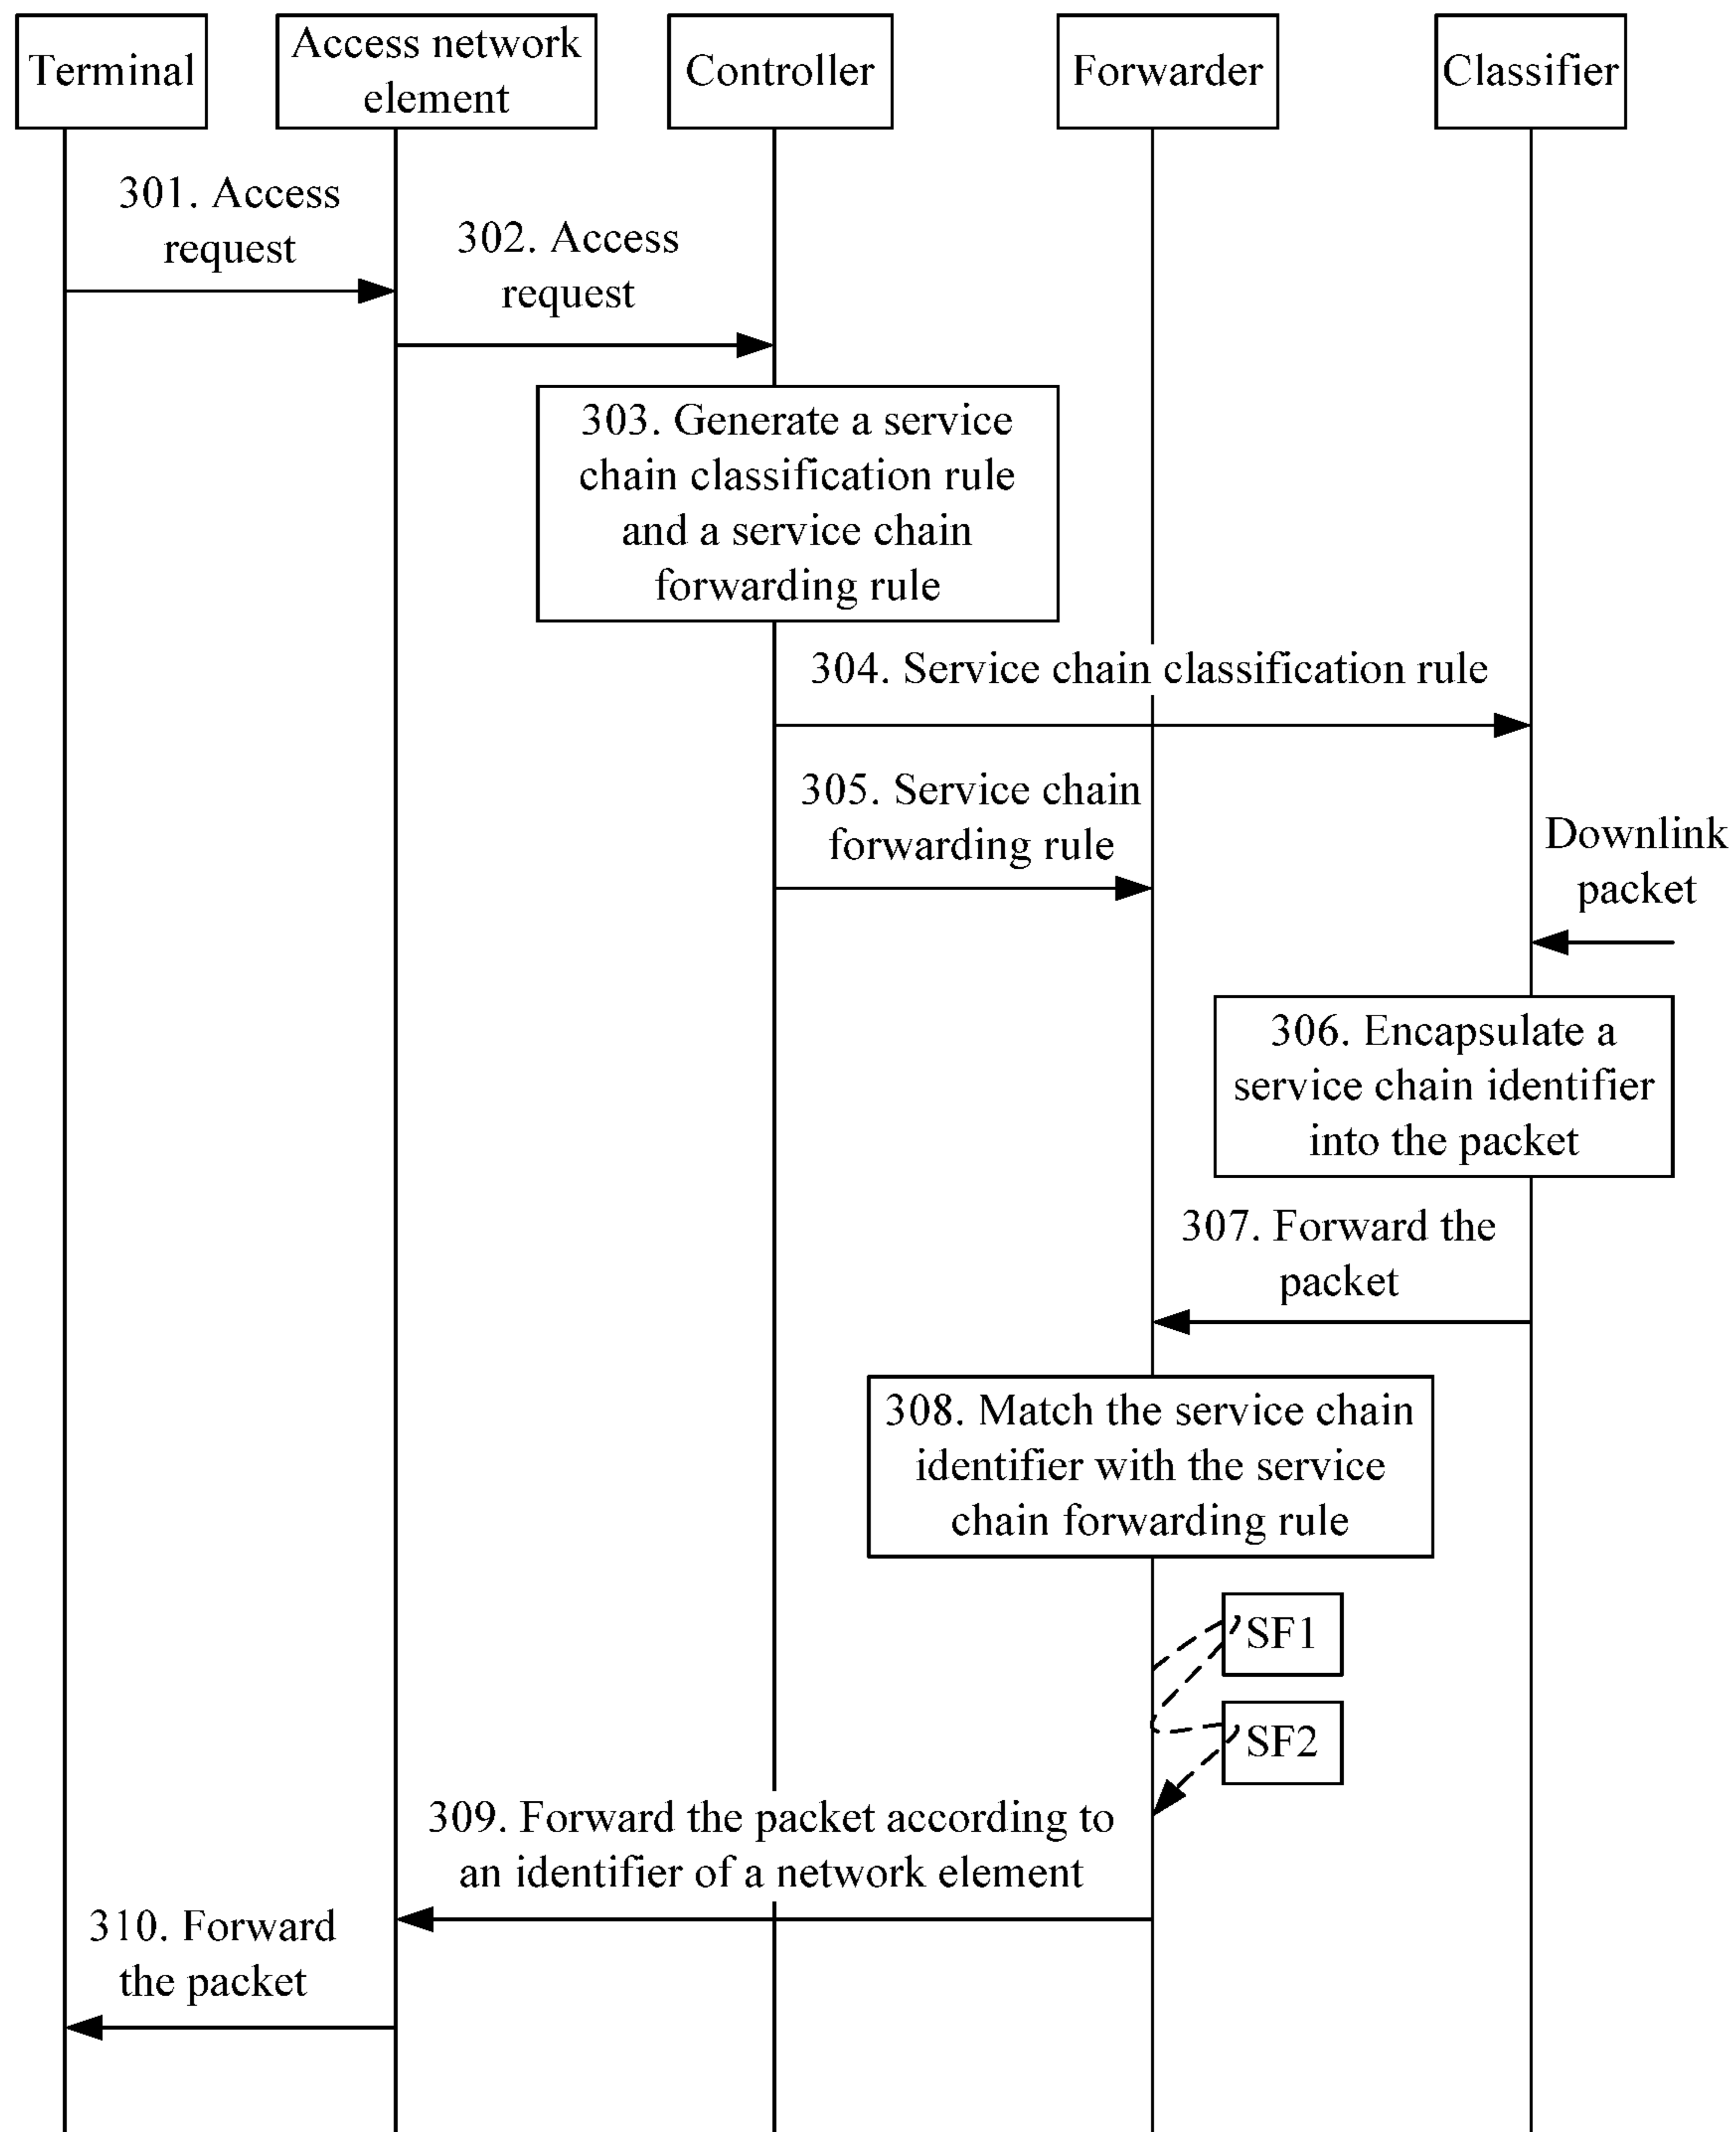 Terminal
Access network
element
Controller
Forwarder
Classifier
301. Access
request
302. Access
request
303. Generate a service
chain classification rule
and a service chain
forwarding rule
304. Service chain classification rule
305. Service chain
forwarding rule
Downlink
packet
306. Encapsulate a
service chain identifier
into the packet
307. Forward the
packet
308. Match the service chain
identifier with the service
chain forwarding rule
SF1
SF2
309. Forward the packet according to
an identifier of a network element
310. Forward
the packet